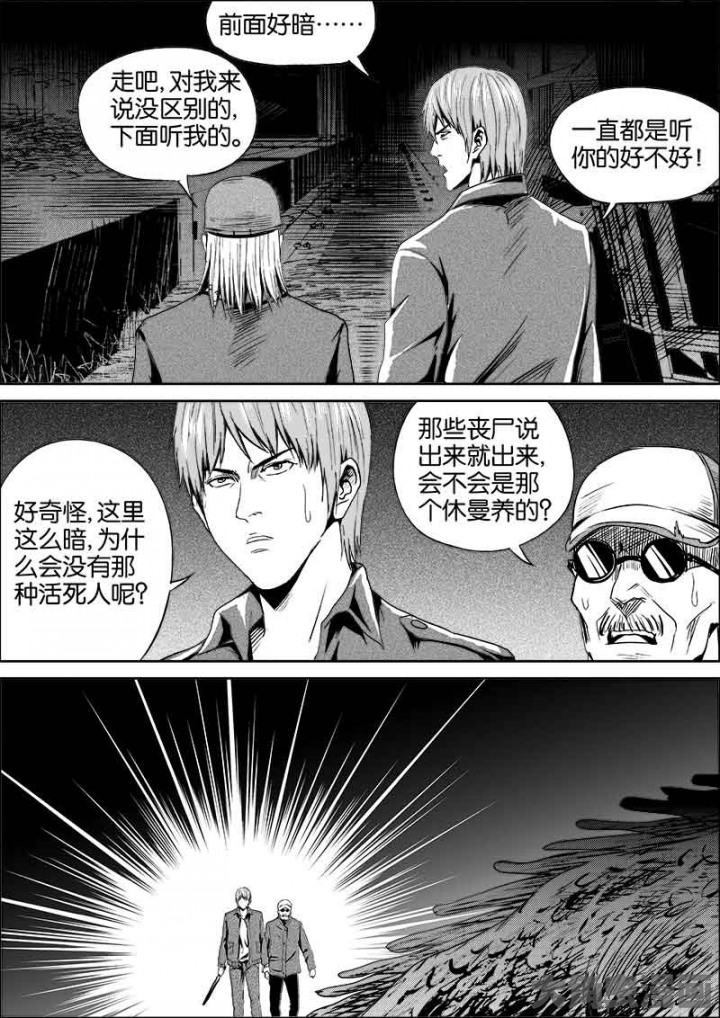 前面好暗……
走吧,对我来
说没区别的,
下面听我的。
一直都是听
你的好不好!
好奇怪,这里
这么暗,为什
么会没有那
种活死人呢?
那些丧尸说
出来就出来,
会不会是那
个休曼养的?